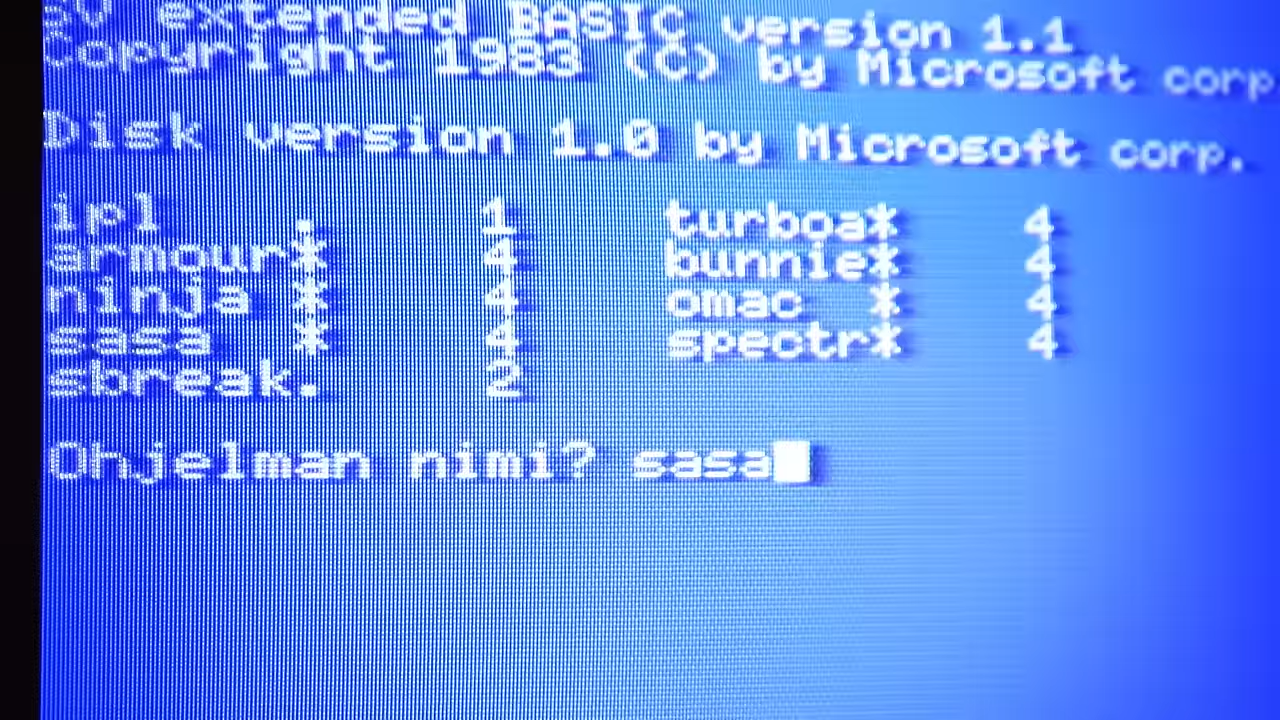 SV extended BASIC version 1.1
Copyright 1983 (C) by Microsoft corp
Disk version 1.0 by Microsoft corp.
ipl   . 1 turboa* 4
armour* 4 bunnie* 4
ninja * 4 omac  * 4
sasa  * 4 spectr* 4
sbreak. 2
Ohjelman nimi? sasa